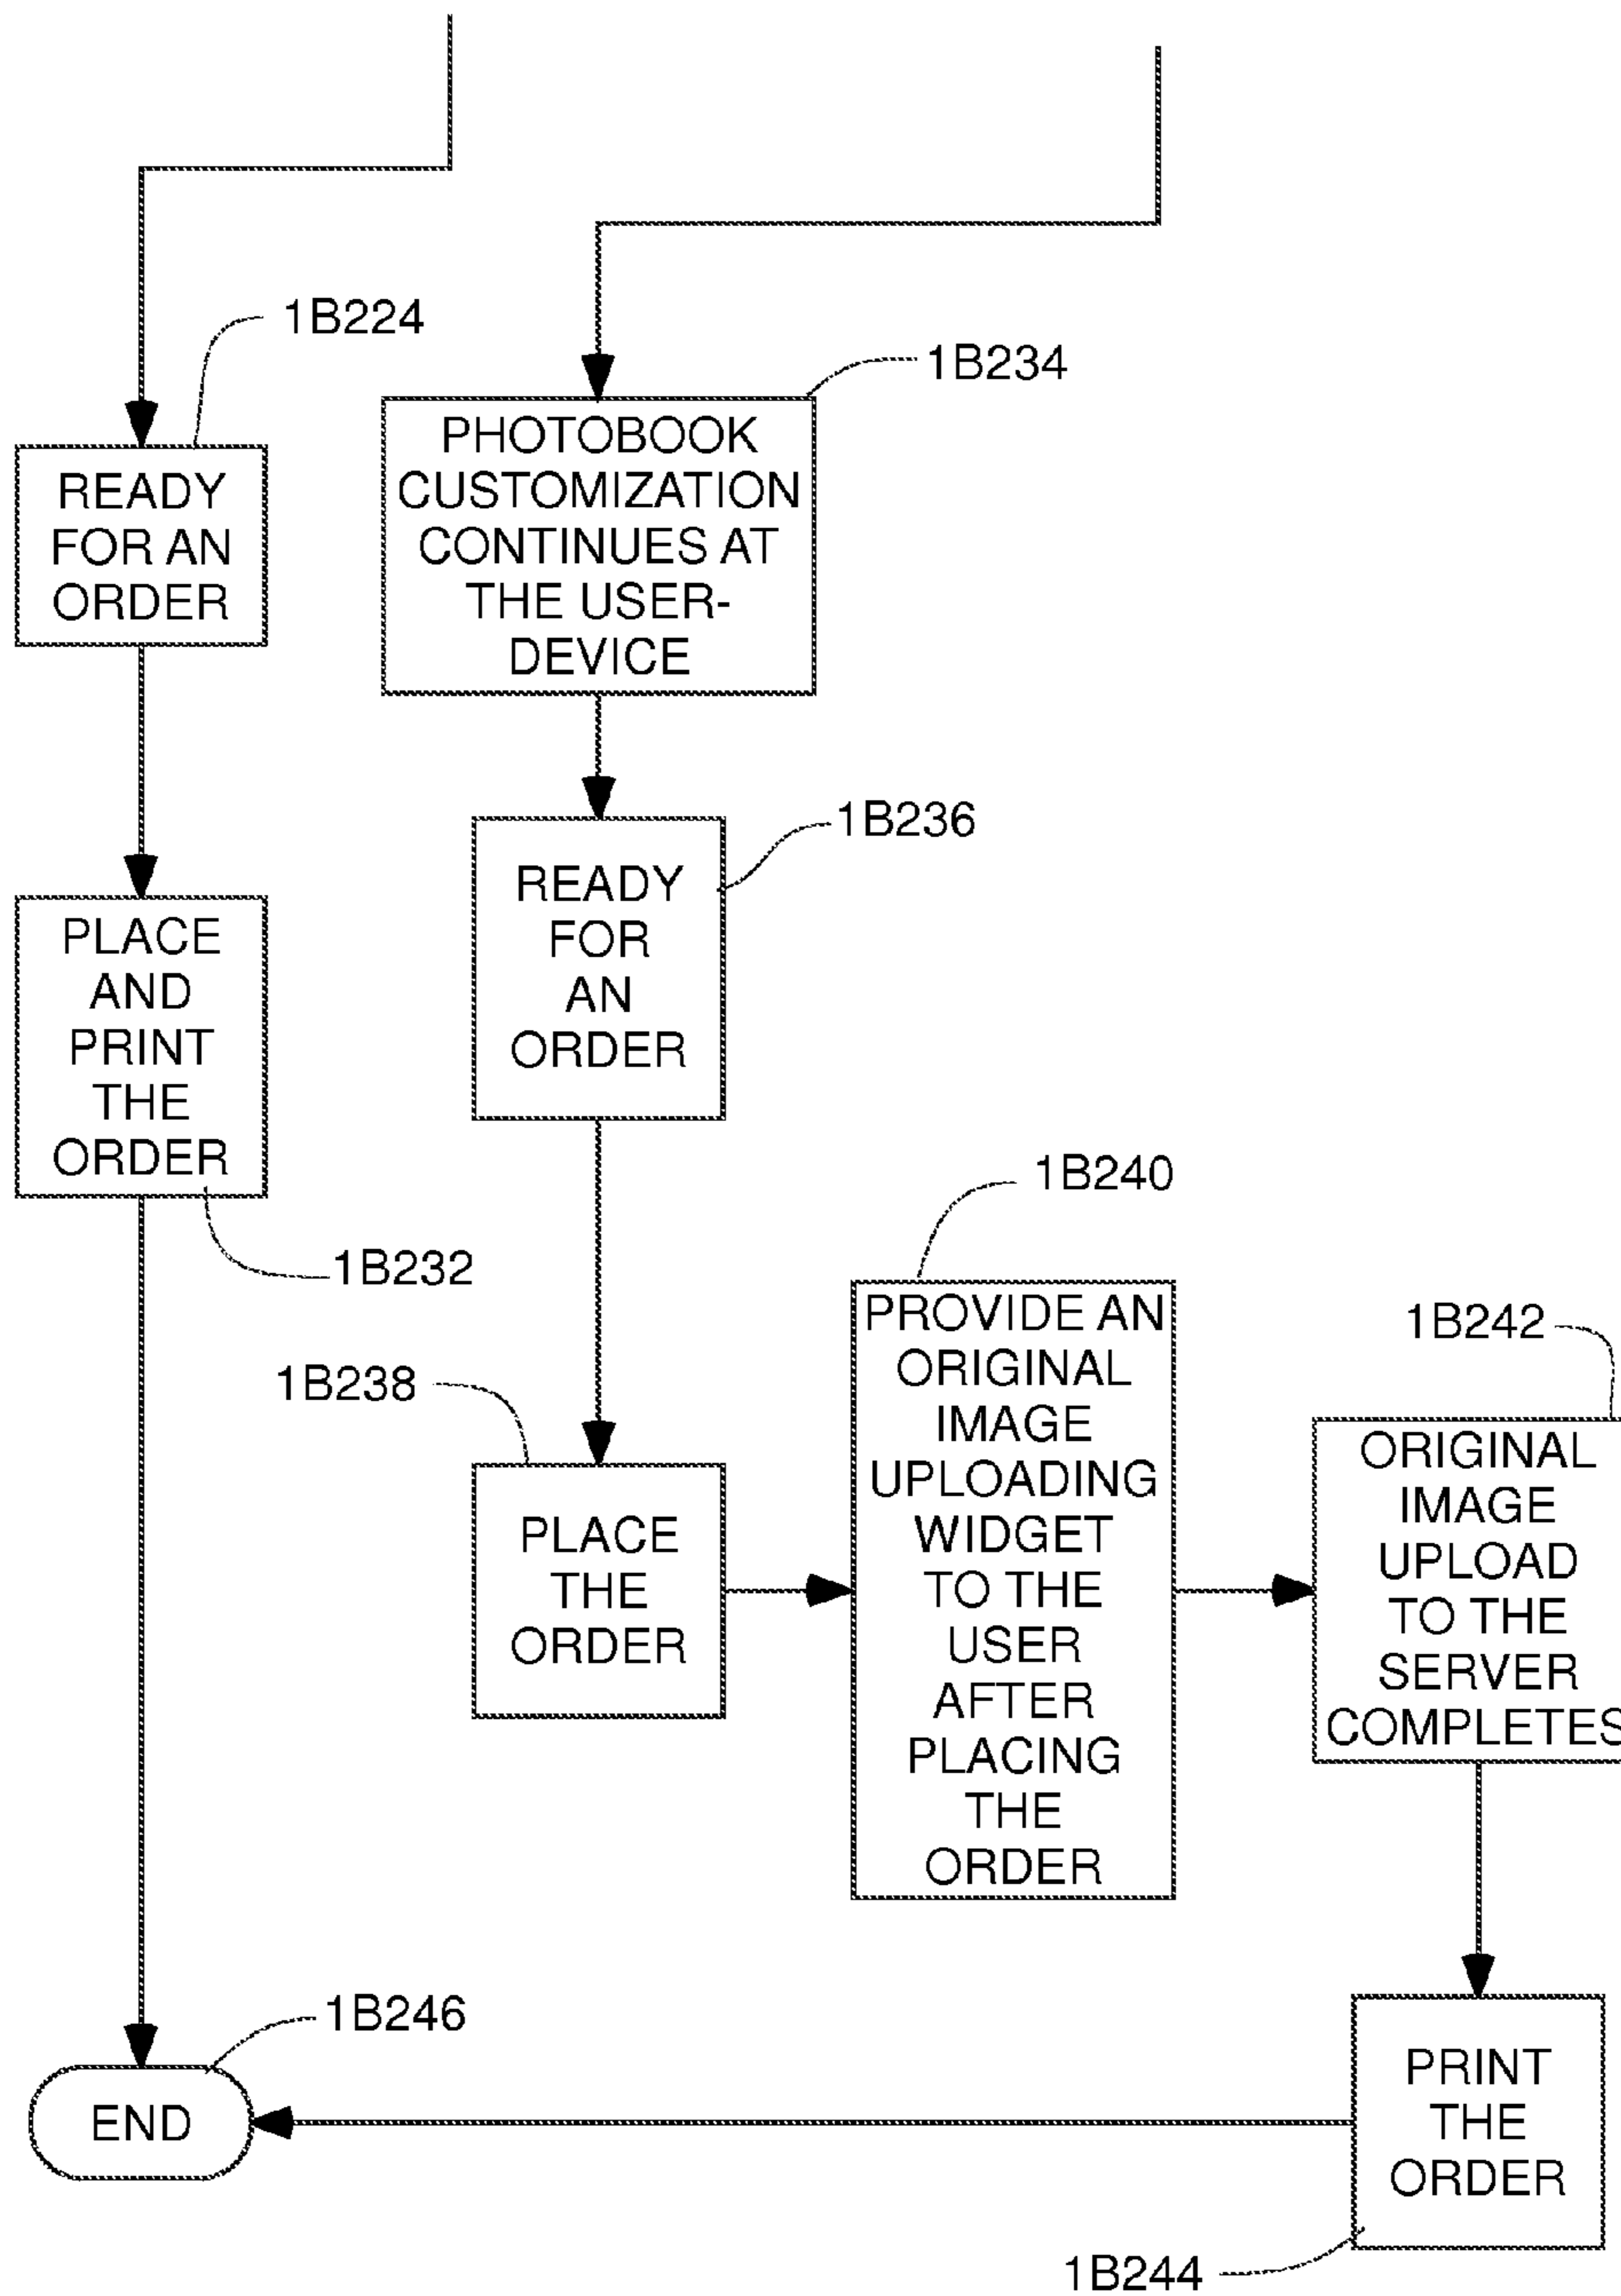 1B224
READY
FOR AN
ORDER
PLACE
AND
PRINT
THE
ORDER
1B232
1B234
PHOTOBOOK
CUSTOMIZATION
CONTINUES AT
THE USER-
DEVICE
1B236
READY
FOR
AN
ORDER
1B238
PLACE
THE
ORDER
1B240
PROVIDE AN
ORIGINAL
IMAGE
UPLOADING
WIDGET
TO THE
USER
AFTER
PLACING
THE
ORDER
1B242
ORIGINAL
IMAGE
UPLOAD
TO THE
SERVER
COMPLETES
PRINT
THE
ORDER
1B244
1B246
END